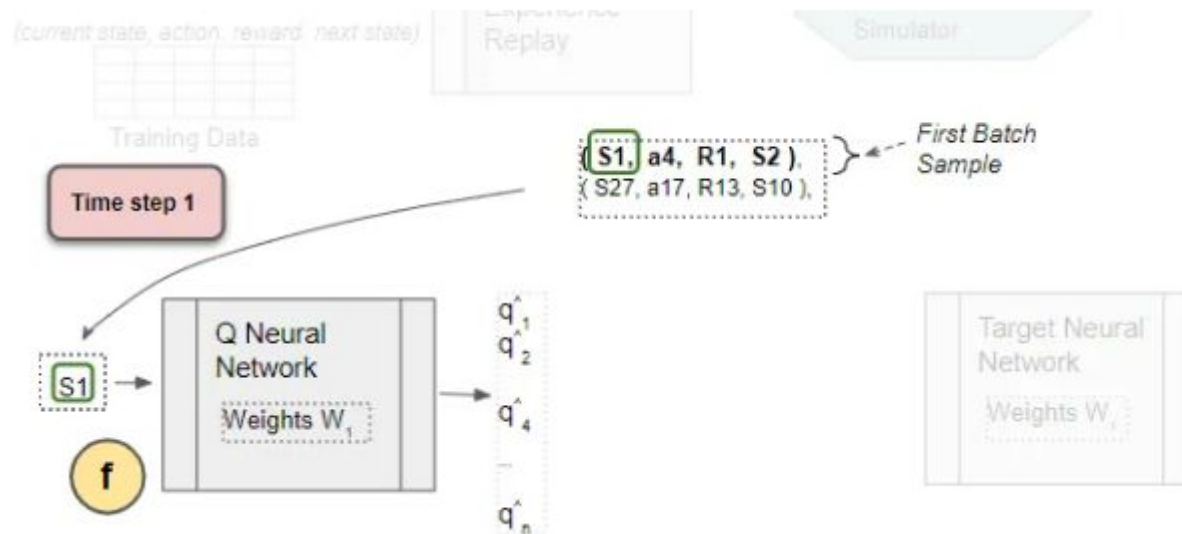 Experience
Replay
Simulator
(current state, action, reward, next state)
Training Data
( S1, a4, R1, S2 ),
( S27, a17, R13, S10 ),
First Batch
Sample
Time step 1
S1
f
Q Neural
Network
Weights W₁
q^₁
q^₂
q^₄
...
q^ₙ
Target Neural
Network
Weights W